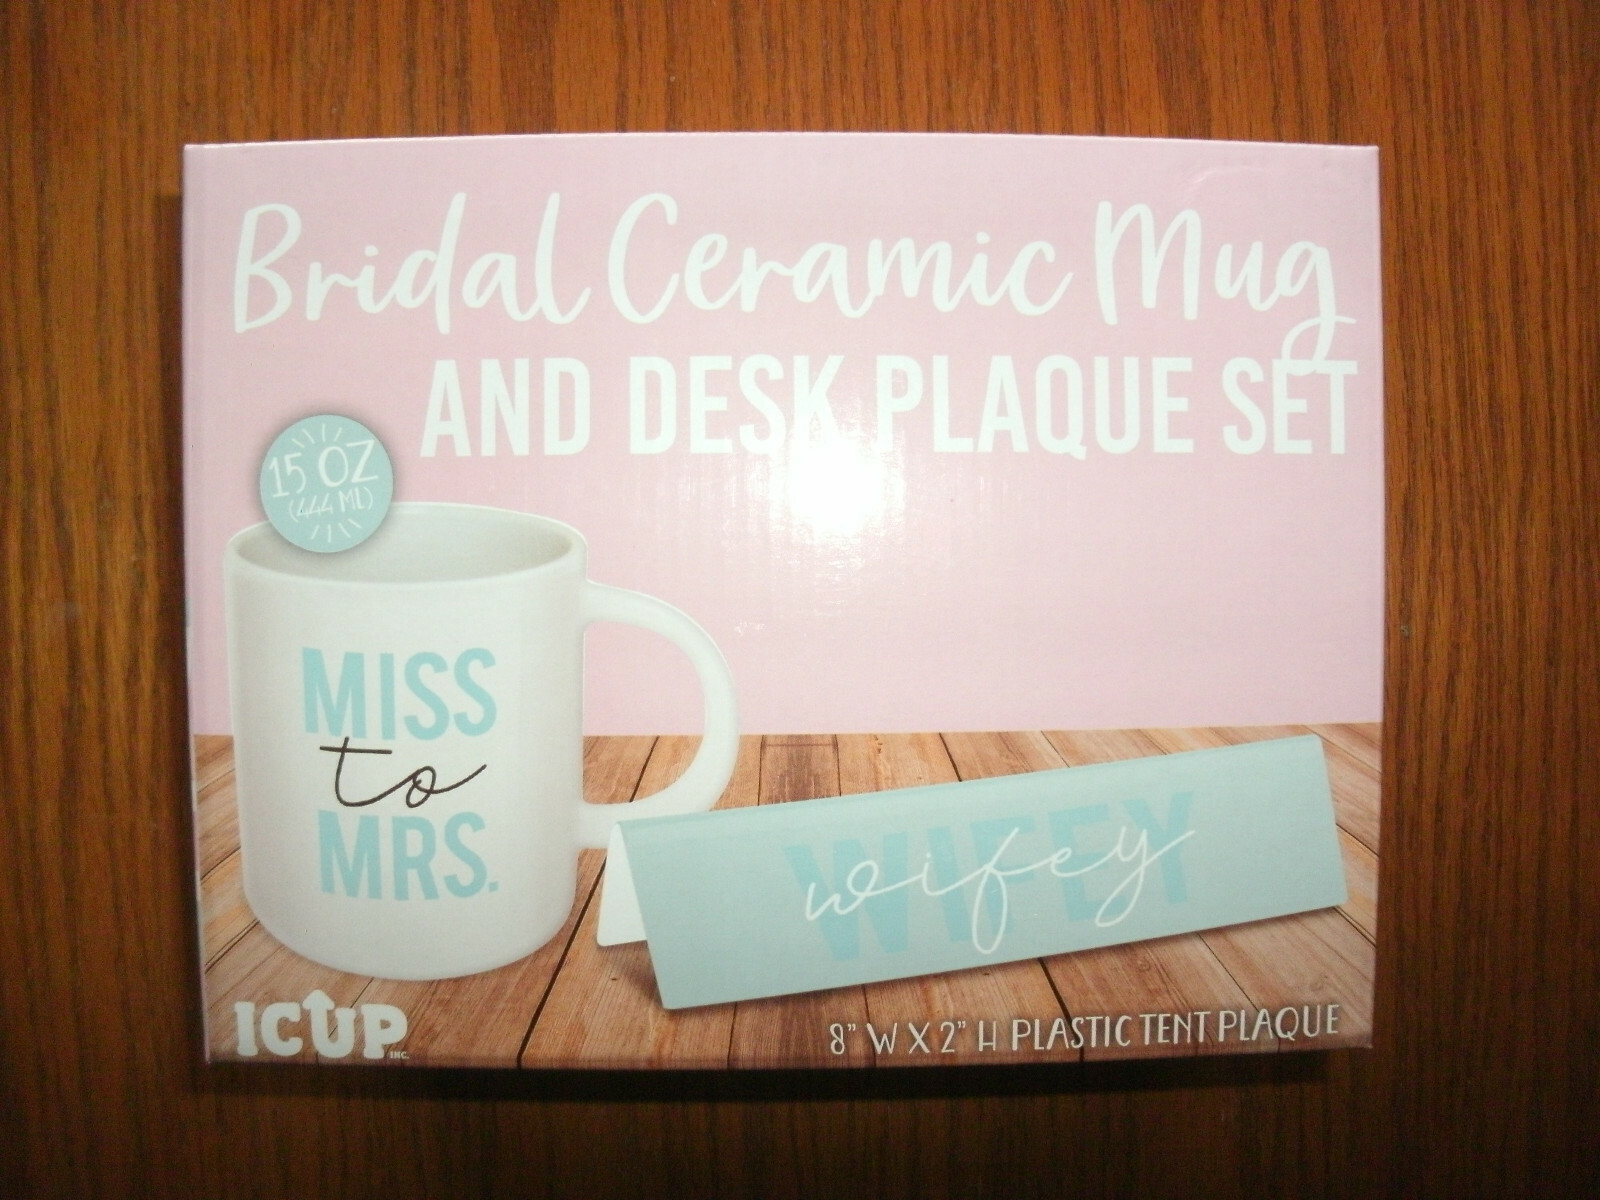 Bridal Ceramic Mug
AND DESK PLAQUE SET
15 OZ
(444 ML)
MISS
to
MRS.
WIFEY
wifey
ICUP
INC.
8" W X 2" H PLASTIC TENT PLAQUE